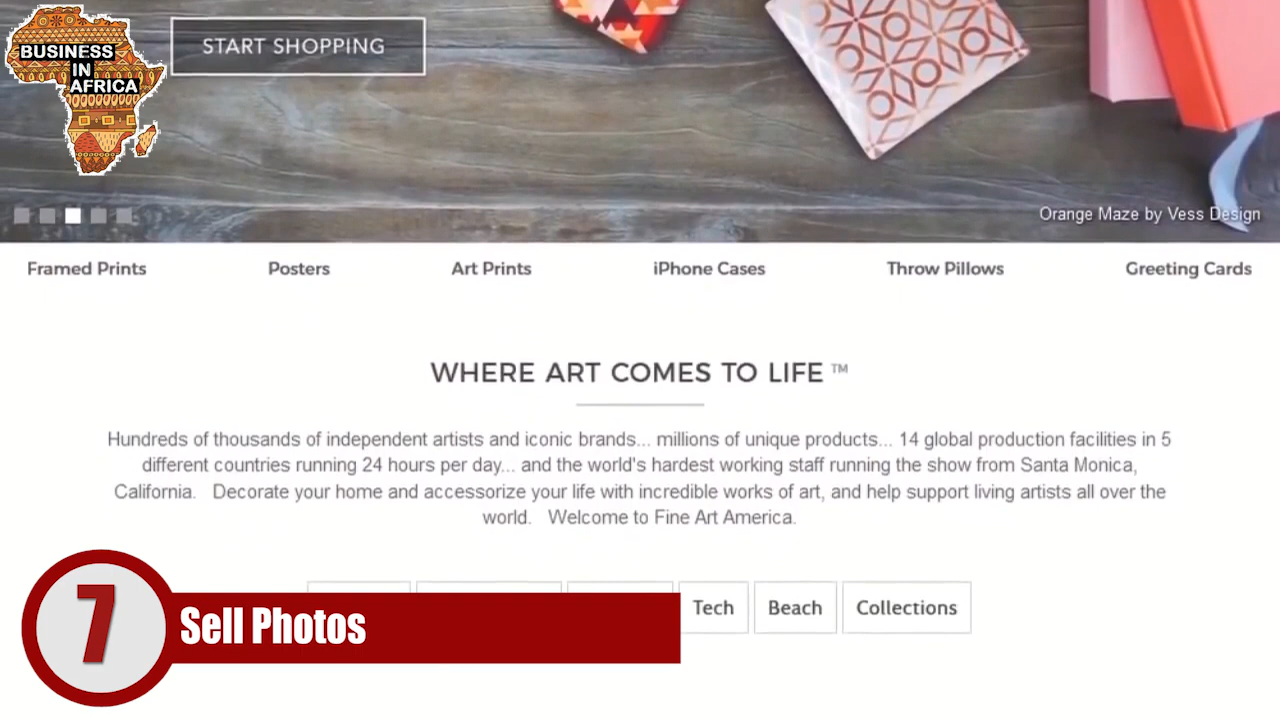 BUSINESS
IN
AFRICA
START SHOPPING
Orange Maze by Vess Design
Framed Prints Posters Art Prints iPhone Cases Throw Pillows Greeting Cards
WHERE ART COMES TO LIFE ™
Hundreds of thousands of independent artists and iconic brands... millions of unique products... 14 global production facilities in 5
different countries running 24 hours per day... and the world's hardest working staff running the show from Santa Monica,
California. Decorate your home and accessorize your life with incredible works of art, and help support living artists all over the
world. Welcome to Fine Art America.
Tech Beach Collections
7 Sell Photos